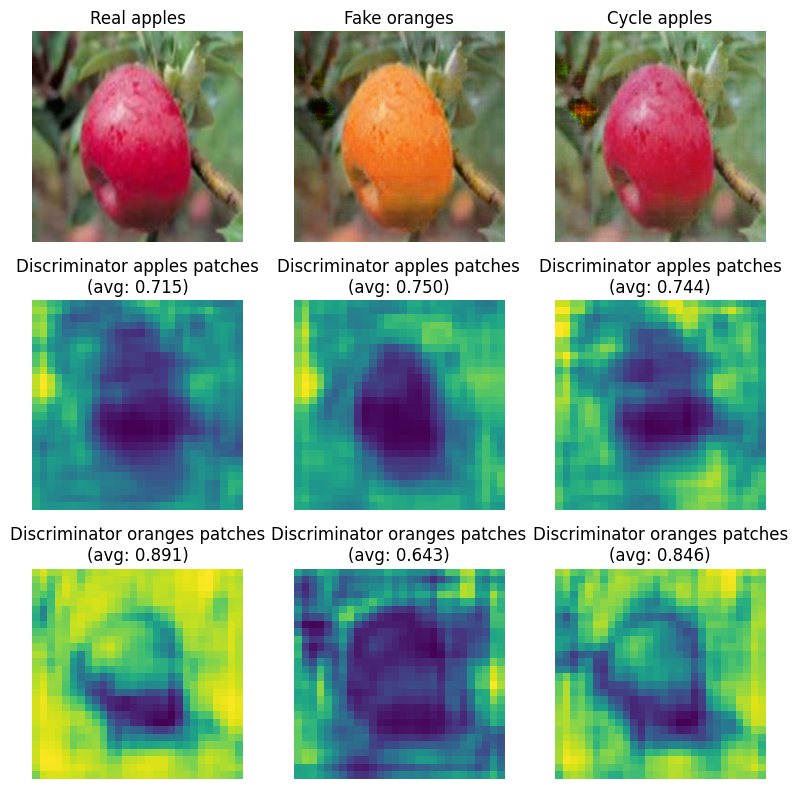 Real apples
Fake oranges
Cycle apples
Discriminator apples patches
(avg: 0.715)
Discriminator apples patches
(avg: 0.750)
Discriminator apples patches
(avg: 0.744)
Discriminator oranges patches
(avg: 0.891)
Discriminator oranges patches
(avg: 0.643)
Discriminator oranges patches
(avg: 0.846)